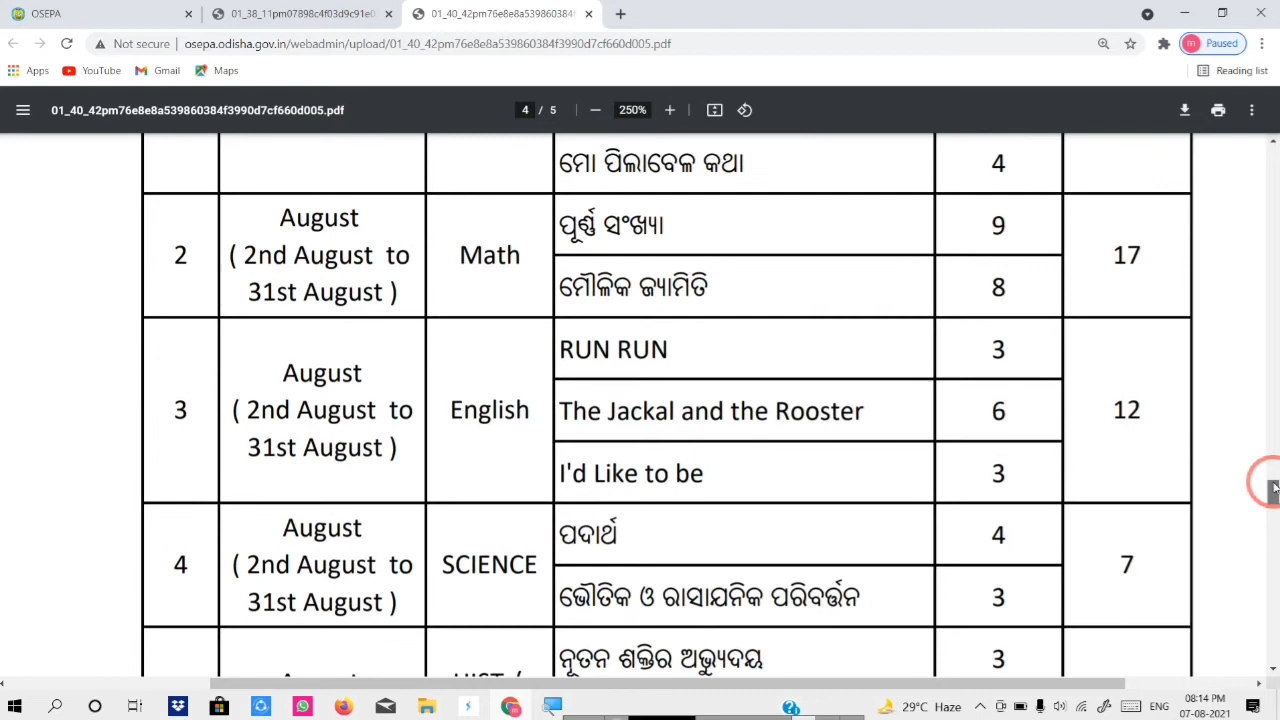 OSEPA
01_38_11pm07898c4f03d9c91e0
01_40_42pm76e8e8a539860384f
Not secure
osepa.odisha.gov.in/webadmin/upload/01_40_42pm76e8e8a539860384f3990d7cf660d005.pdf
m Paused
Apps
YouTube
Gmail
Maps
Reading list
01_40_42pm76e8e8a539860384f3990d7cf660d005.pdf
4 / 5
250%
ମୋ ପିଲାବେଳ କଥା 4
2
August
( 2nd August to
31st August )
Math
ପୂର୍ଣ୍ଣ ସଂଖ୍ୟା 9
ମୌଳିକ ଜ୍ୟାମିତି 8
17
3
August
( 2nd August to
31st August )
English
RUN RUN 3
The Jackal and the Rooster 6
I'd Like to be 3
12
4
August
( 2nd August to
31st August )
SCIENCE
ପଦାର୍ଥ 4
ଭୌତିକ ଓ ରାସାଯନିକ ପରିବର୍ତ୍ତନ 3
7
ନୂତନ ଶକ୍ତିର ଅଭ୍ୟୁଦୟ 3
29°C Haze
ENG
08:14 PM
07-08-2021